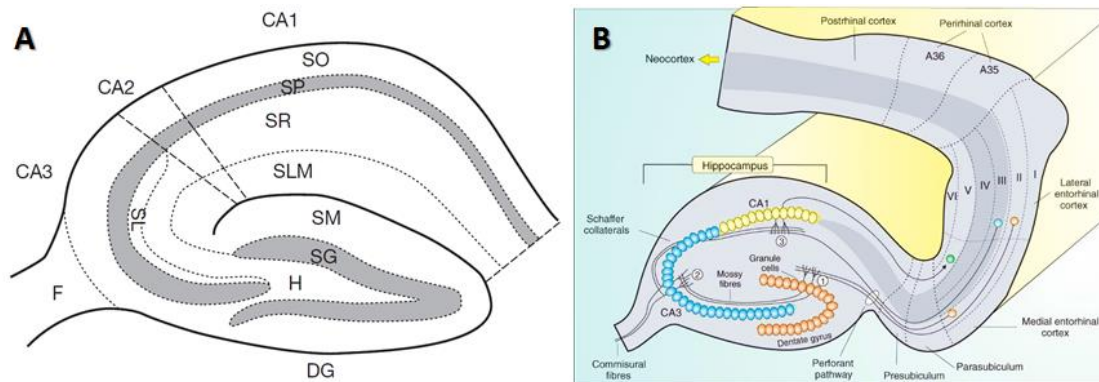 A
CA1
SO
CA2
SP
SR
CA3
SLM
SL
SM
SG
H
F
DG
B
Postrhinal cortex
Perirhinal cortex
A36
A35
Neocortex
Hippocampus
VI
V
IV
III
II
I
Lateral
entorhinal
cortex
CA1
Schaffer
collaterals
3
Granule
cells
2
1
Mossy
fibres
CA3
Dentate gyrus
Medial entorhinal
cortex
Commisural
fibres
Perforant
pathway
Parasubiculum
Presubiculum